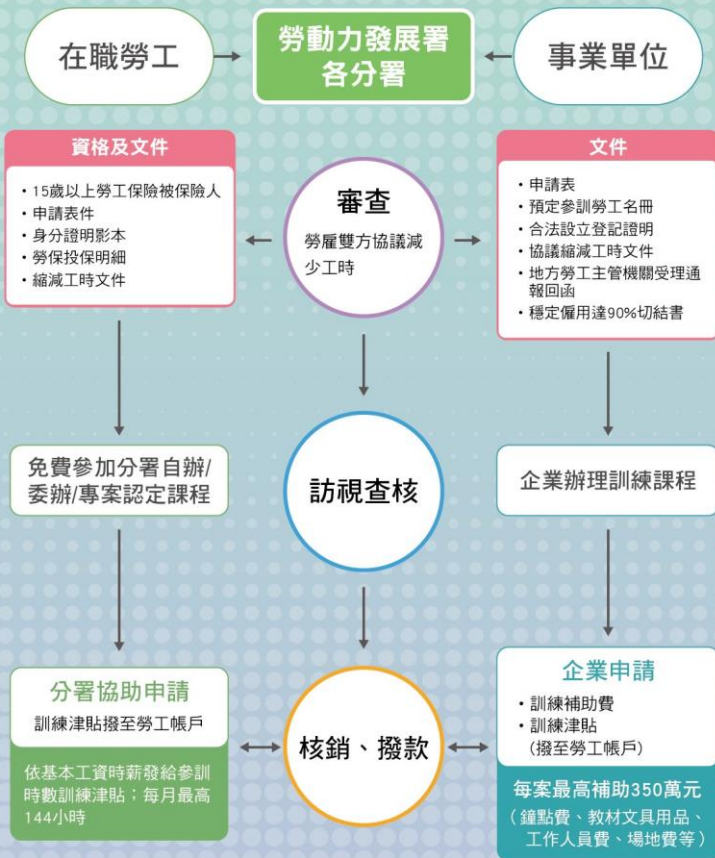 在職勞工
勞動力發展署
各分署
事業單位
資格及文件
・15歲以上勞工保險被保險人
・申請表件
・身分證明影本
・勞保投保明細
・縮減工時文件
審查
勞雇雙方協議減
少工時
文件
・申請表
・預定參訓勞工名冊
・合法設立登記證明
・協議縮減工時文件
・地方勞工主管機關受理通
報回函
・穩定僱用達90%切結書
免費參加分署自辦/
委辦/專案認定課程
訪視查核
企業辦理訓練課程
分署協助申請
訓練津貼撥至勞工帳戶
依基本工資時薪發給參訓
時數訓練津貼；每月最高
144小時
核銷、撥款
企業申請
・訓練補助費
・訓練津貼
(撥至勞工帳戶)
每案最高補助350萬元
（鐘點費、教材文具用品、
工作人員費、場地費等）